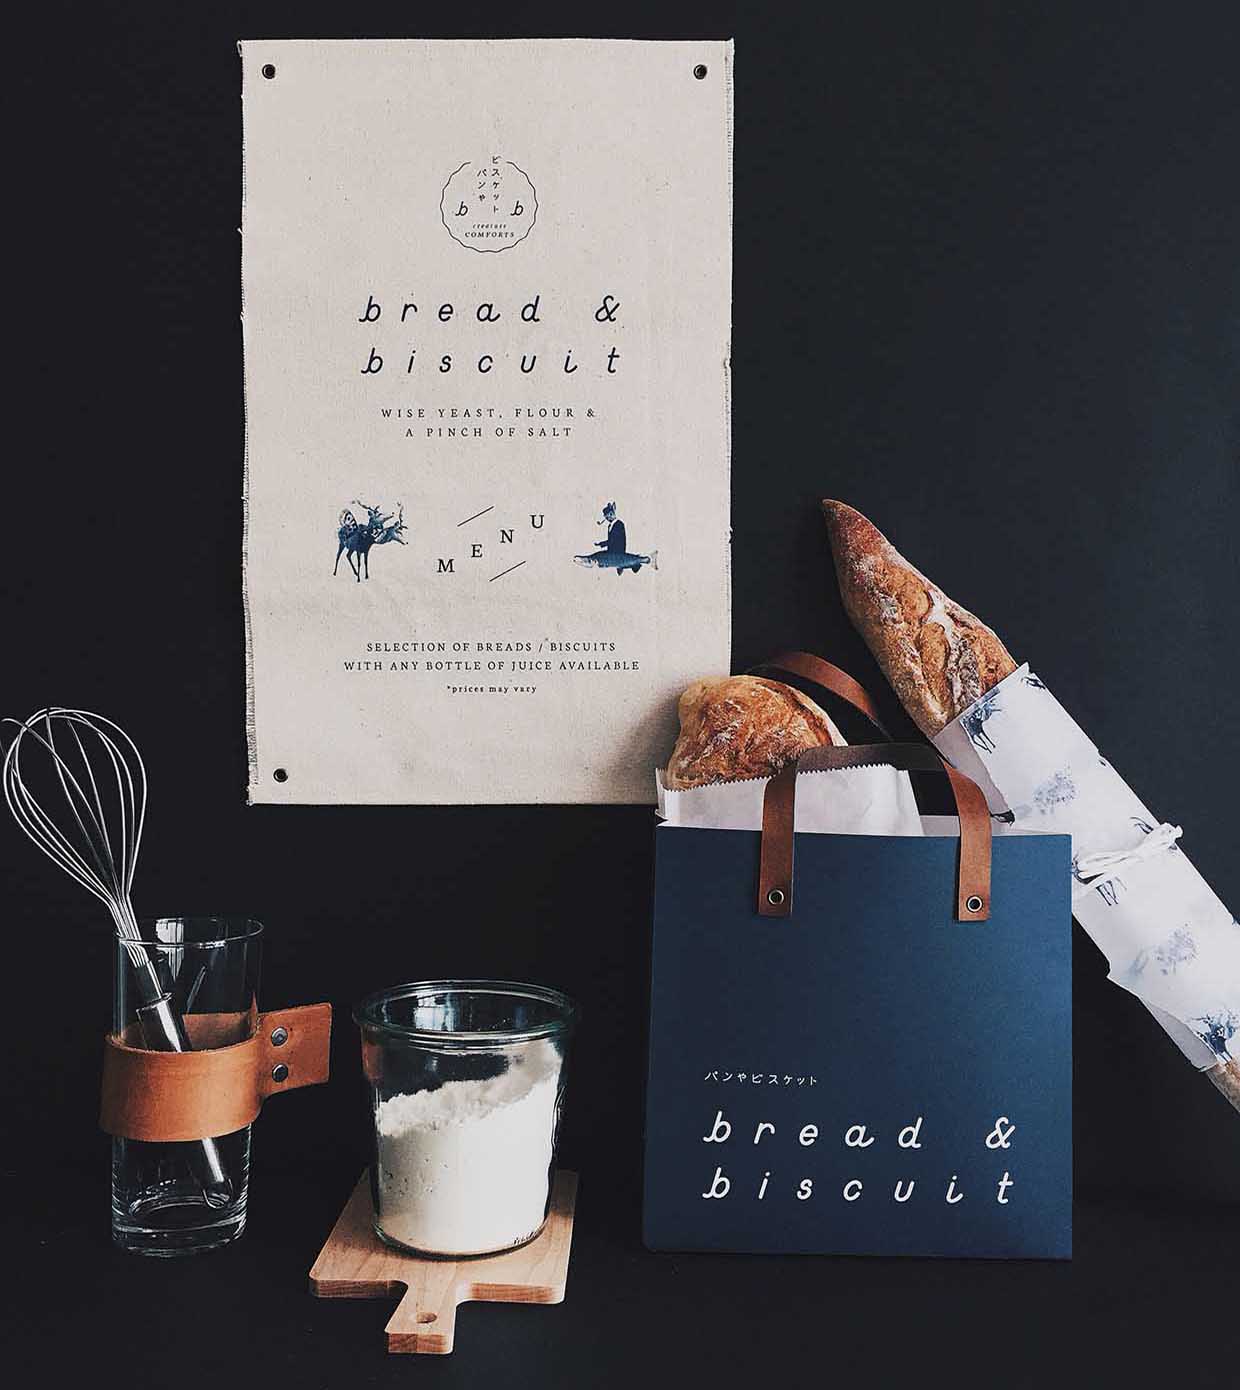 ビスケット
パンや
b b
creature
COMFORTS
bread &
biscuit
WISE YEAST, FLOUR &
A PINCH OF SALT
MENU
SELECTION OF BREADS / BISCUITS
WITH ANY BOTTLE OF JUICE AVAILABLE
*prices may vary
パンやビスケット
bread &
biscuit